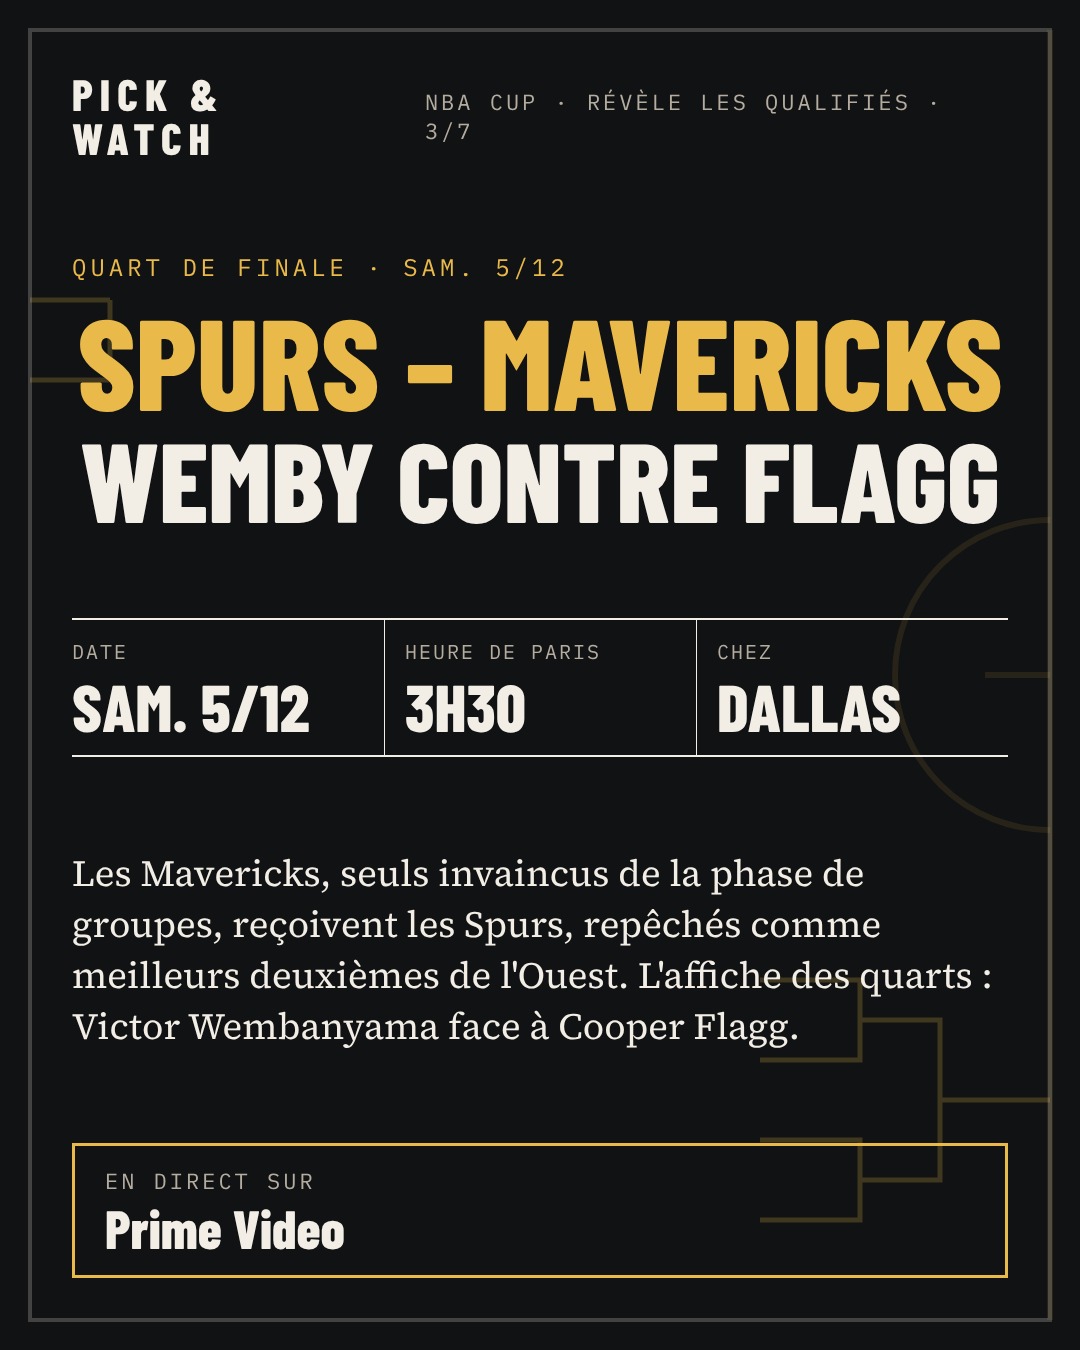 PICK &
WATCH
NBA CUP · RÉVÈLE LES QUALIFIÉS ·
3/7
QUART DE FINALE · SAM. 5/12
SPURS – MAVERICKS
WEMBY CONTRE FLAGG
DATE
SAM. 5/12
HEURE DE PARIS
3H30
CHEZ
DALLAS
Les Mavericks, seuls invaincus de la phase de
groupes, reçoivent les Spurs, repêchés comme
meilleurs deuxièmes de l'Ouest. L'affiche des quarts :
Victor Wembanyama face à Cooper Flagg.
EN DIRECT SUR
Prime Video